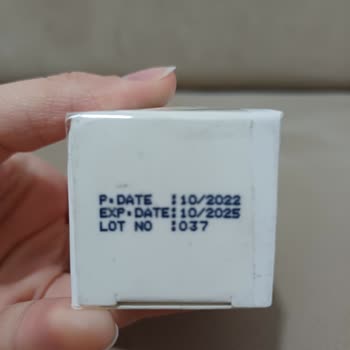 P.DATE :10/2022
EXP.DATE:10/2025
LOT NO :037